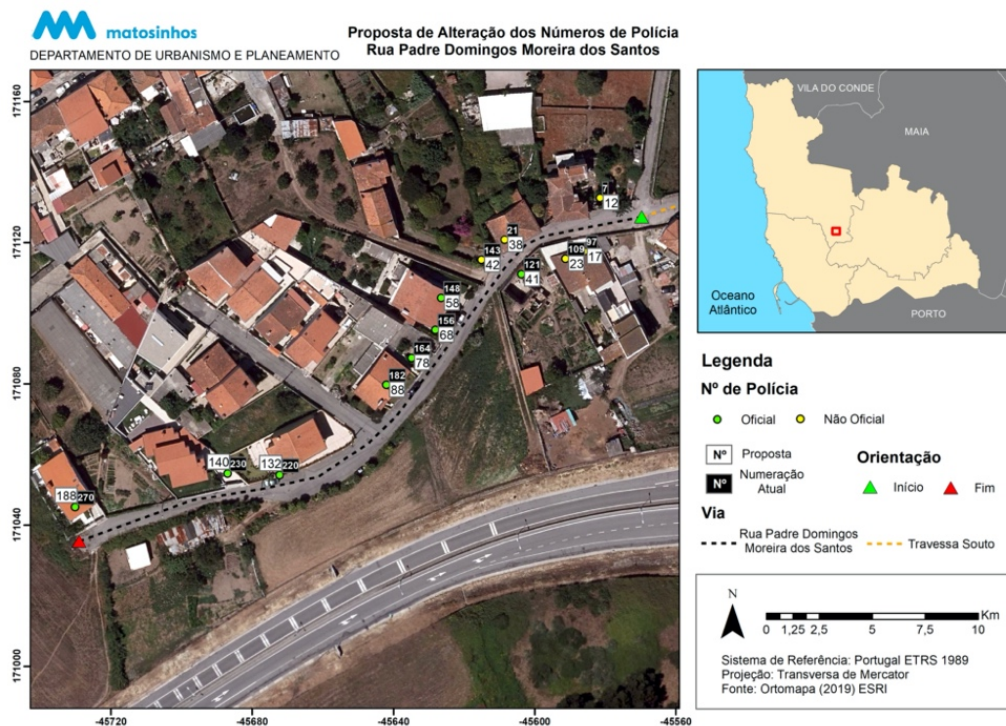 matosinhos
DEPARTAMENTO DE URBANISMO E PLANEAMENTO
Proposta de Alteração dos Números de Polícia
Rua Padre Domingos Moreira dos Santos
171160
171120
171080
171040
171000
-45720
-45680
-45640
-45600
-45560
7
12
21
38
143
42
109
97
23
17
121
41
148
58
156
68
164
78
182
88
132 220
140 230
188 270
VILA DO CONDE
MAIA
Oceano
Atlântico
PORTO
Legenda
Nº de Polícia
Oficial
Não Oficial
Nº Proposta
Nº Numeração
Atual
Orientação
Início
Fim
Via
Rua Padre Domingos
Moreira dos Santos
Travessa Souto
N
Km
0 1,25 2,5 5 7,5 10
Sistema de Referência: Portugal ETRS 1989
Projeção: Transversa de Mercator
Fonte: Ortomapa (2019) ESRI